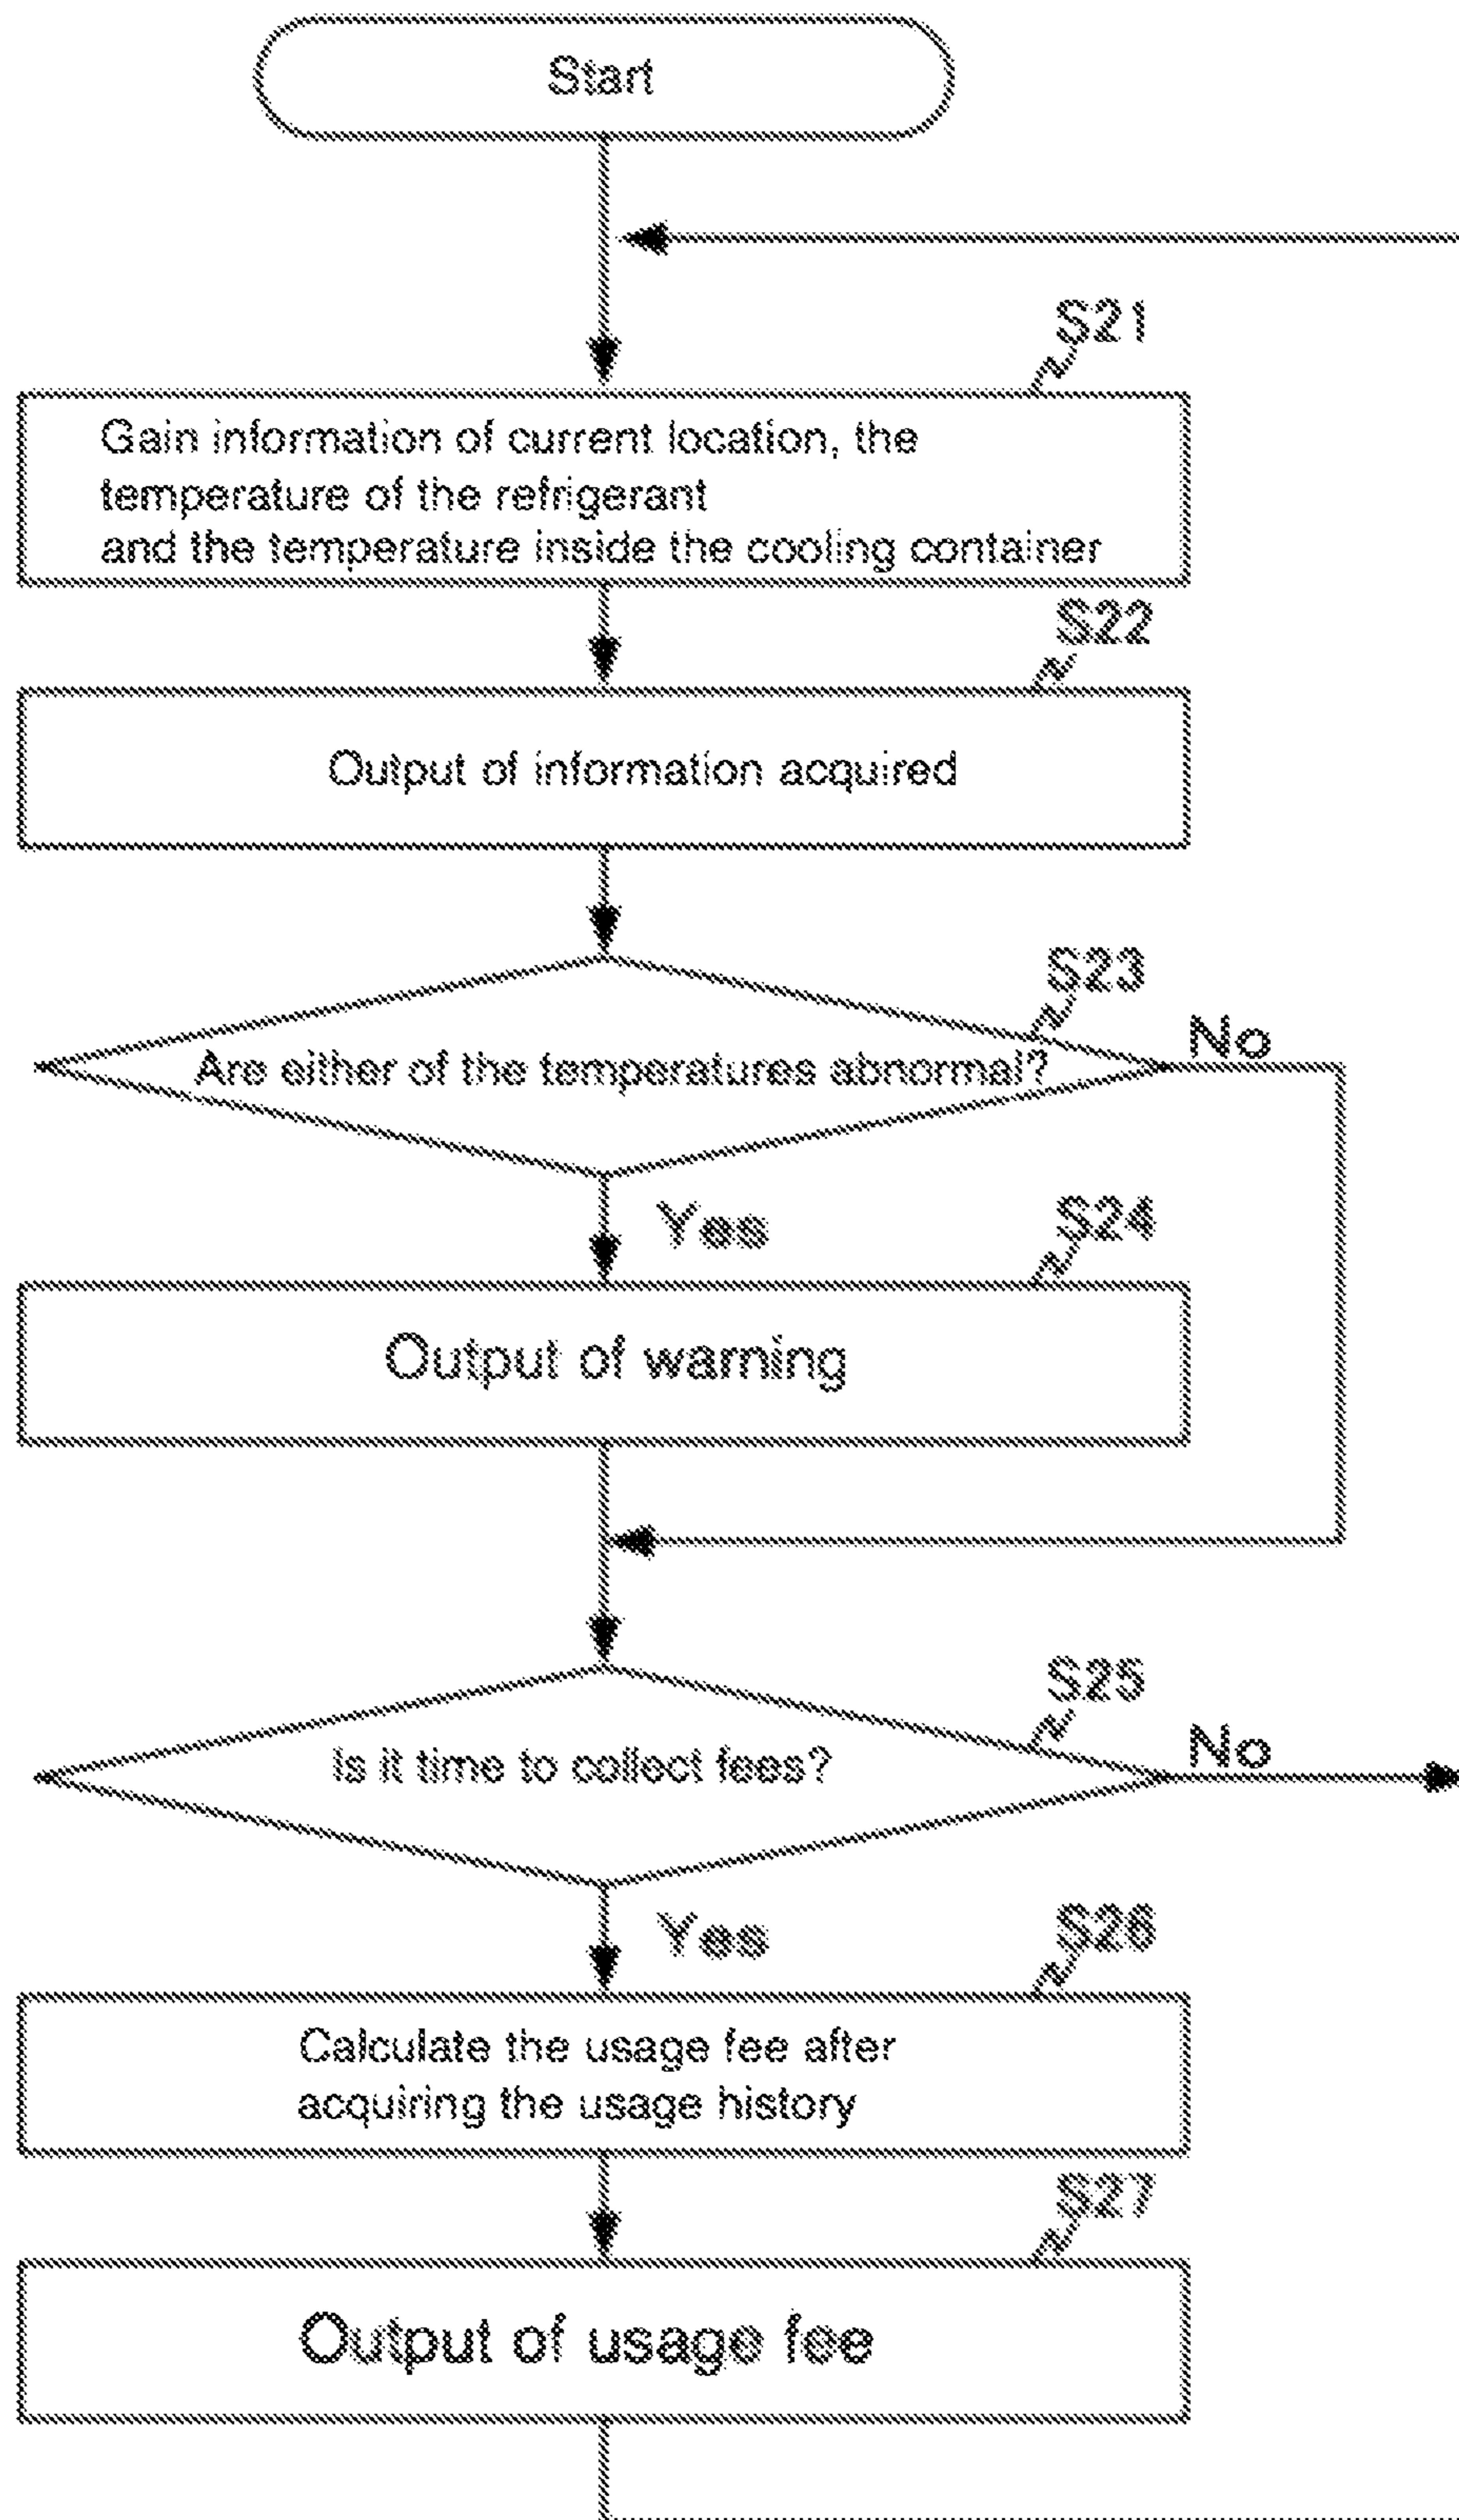 Start
S21
Gain information of current location, the
temperature of the refrigerant
and the temperature inside the cooling container
S22
Output of information acquired
S23
Are either of the temperatures abnormal?
No
Yes
S24
Output of warning
S25
Is it time to collect fees?
No
Yes
S26
Calculate the usage fee after
acquiring the usage history
S27
Output of usage fee